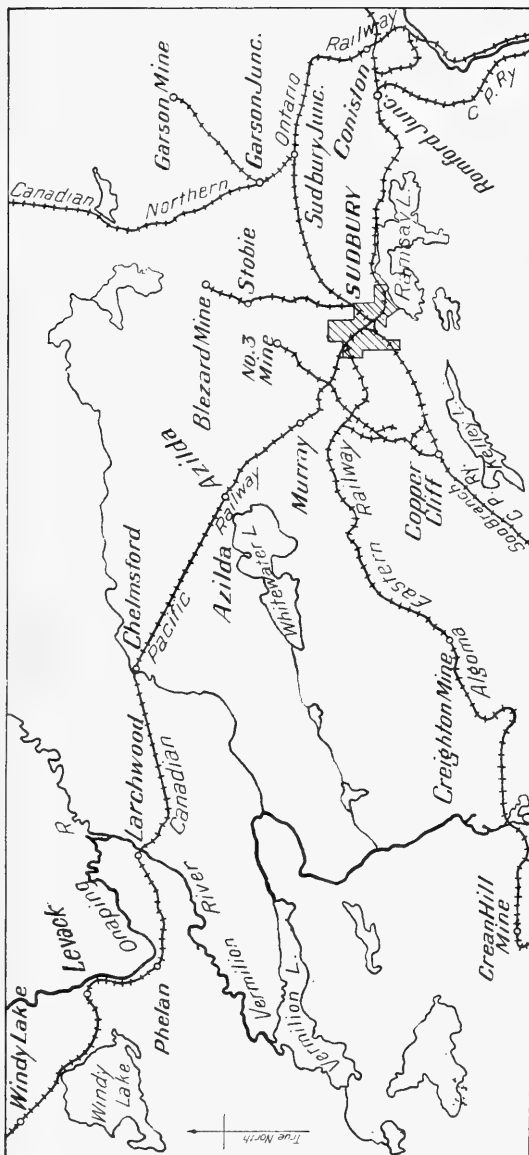 Windy Lake
Windy
Lake
Levack
Onaping
R.
Phelan
Larchwood
Canadian
Vermilion
River
Vermilion L.
Chelmsford
Pacific
Railway
Azilda
Azilda
Whitewater L
Murray
No.3
Mine
Blezard Mine
Stobie
SUDBURY
Ramsay L.
Canadian
Northern
Ontario
Railway
Garson Mine
Garson Junc.
Sudbury Junc.
Coniston
Romford Junc.
C P. Ry
Kelley L.
Copper
Cliff
Soo Branch C. P. Ry.
Algoma
Eastern
Railway
Creighton Mine
Crean Hill
Mine
True North